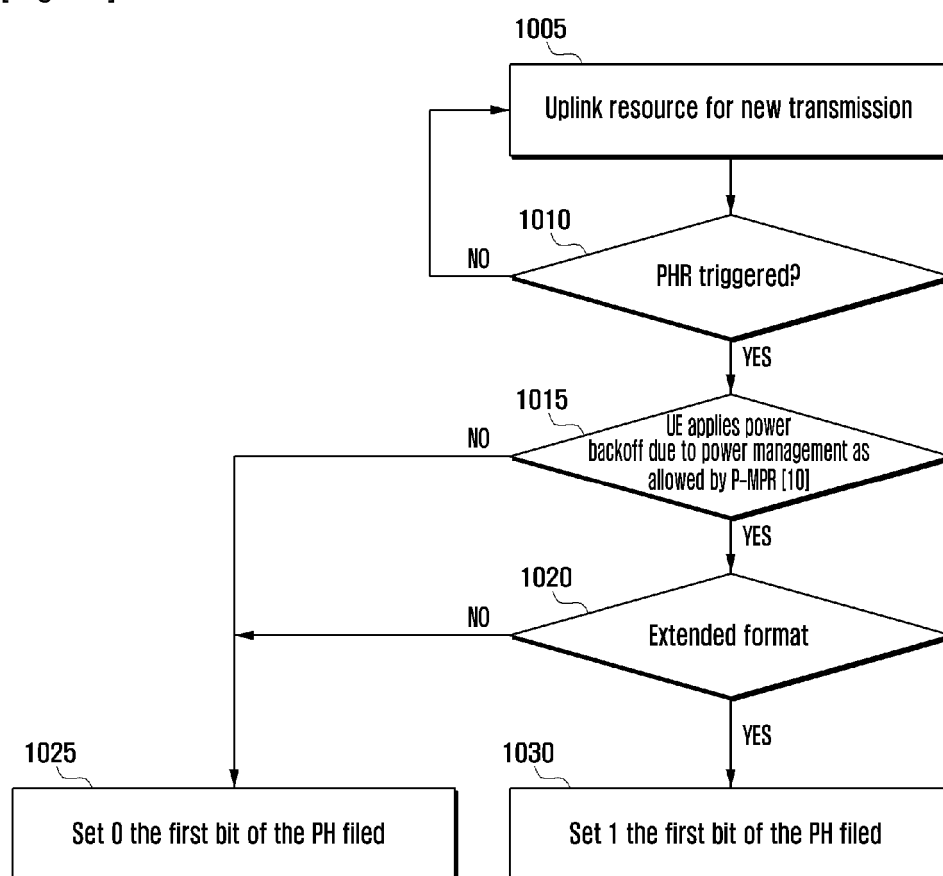 1005
Uplink resource for new transmission
1010
NO
PHR triggered?
YES
1015
NO
UE applies power
backoff due to power management as
allowed by P-MPR [10]
YES
1020
NO
Extended format
YES
1025
1030
Set 0 the first bit of the PH filed
Set 1 the first bit of the PH filed